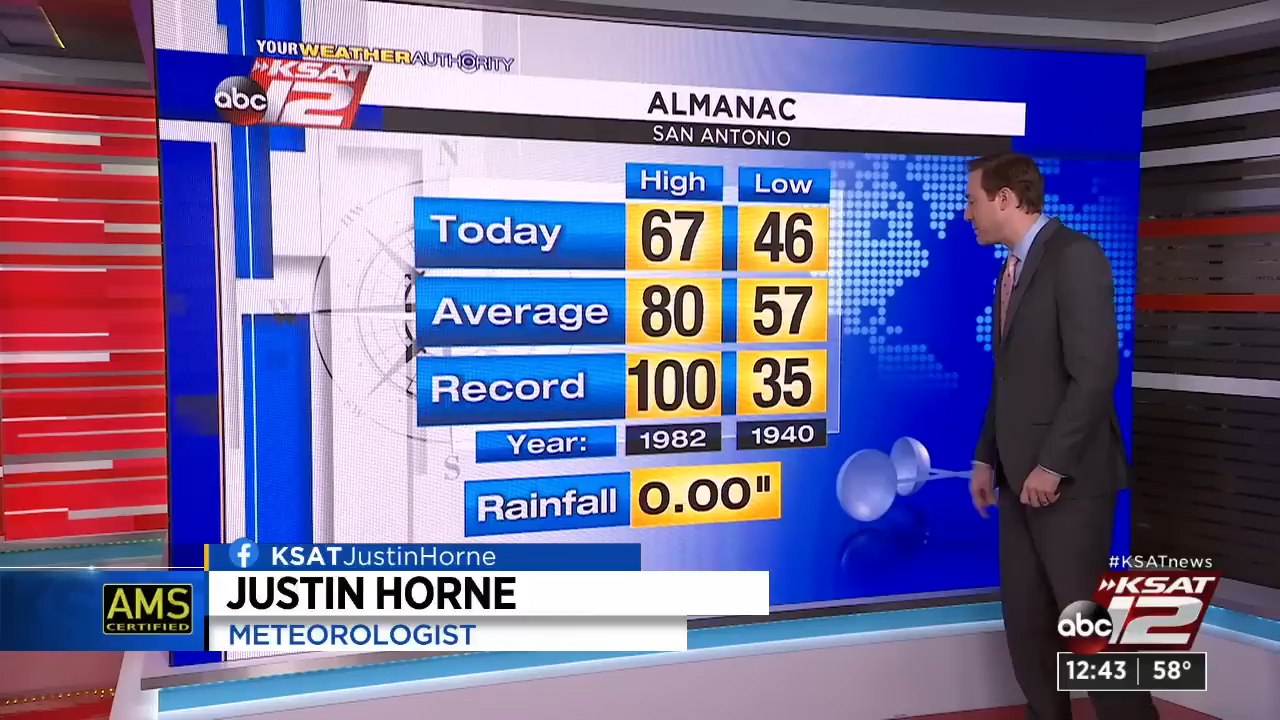 YOUR WEATHER AUTHORITY
»KSAT
abc 12
ALMANAC
SAN ANTONIO
N
NW
W
S
High Low
Today 67 46
Average 80 57
Record 100 35
Year: 1982 1940
Rainfall 0.00"
KSATJustinHorne
JUSTIN HORNE
METEOROLOGIST
AMS
CERTIFIED
#KSATnews
»KSAT
abc 12
12:43 58°